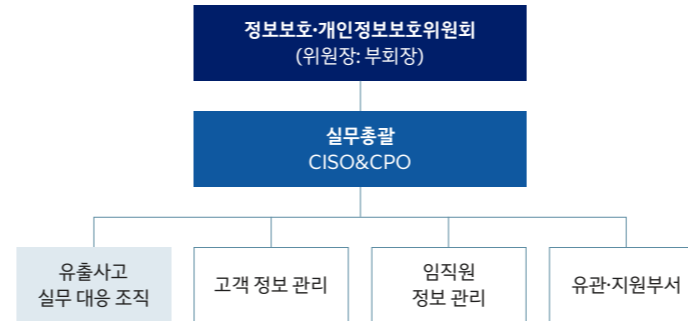 정보보호·개인정보보호위원회
(위원장: 부회장)
실무총괄
CISO&CPO
유출사고
실무 대응 조직
고객 정보 관리
임직원
정보 관리
유관·지원부서